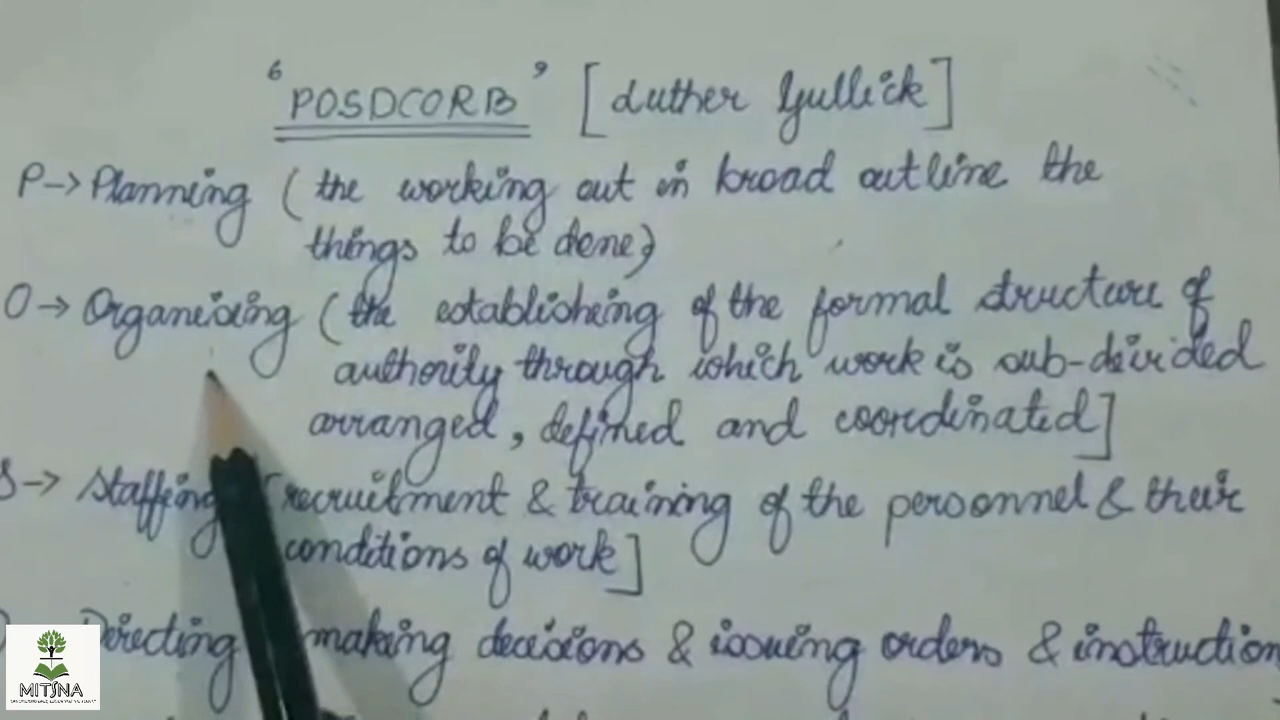 'POSDCORB' [Luther Gullick]
P→ Planning (the working out in broad outline the
things to be done)
O→ Organising (the establishing of the formal structure of
authority through which work is sub-divided
arranged, defined and coordinated]
S→ Staffing [recruitment & training of the personnel & their
conditions of work]
Directing making decisions & issuing orders & instruction
MITINA